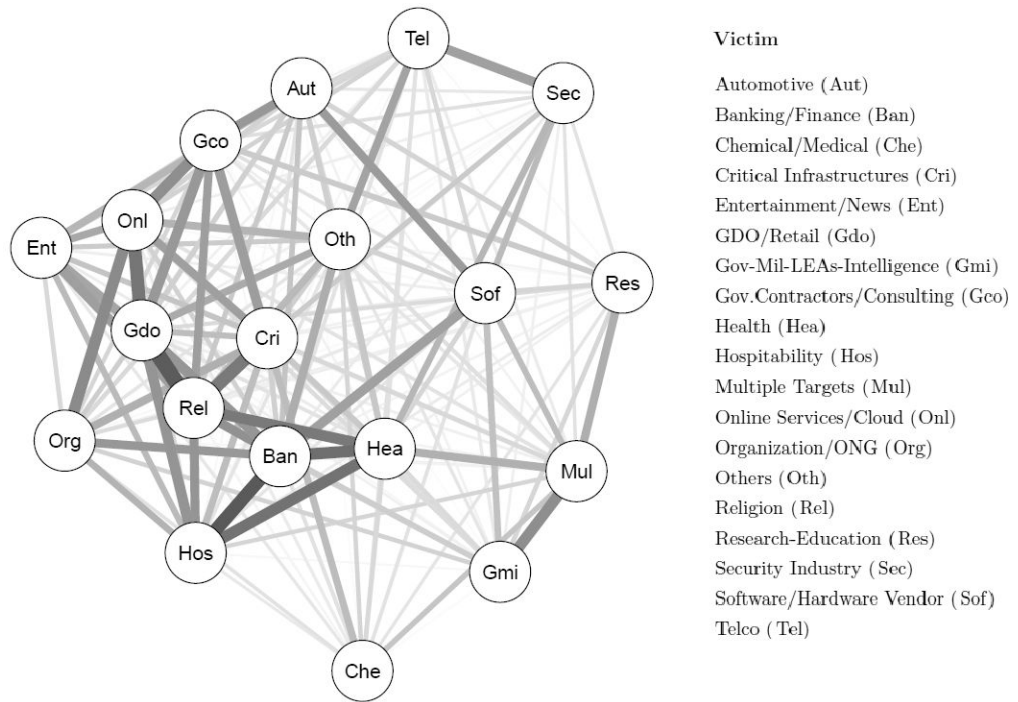 Tel
Sec
Aut
Gco
Onl
Ent
Oth
Res
Sof
Gdo
Cri
Rel
Org
Ban
Hea
Mul
Hos
Gmi
Che
Victim
Automotive (Aut)
Banking/Finance (Ban)
Chemical/Medical (Che)
Critical Infrastructures (Cri)
Entertainment/News (Ent)
GDO/Retail (Gdo)
Gov-Mil-LEAs-Intelligence (Gmi)
Gov.Contractors/Consulting (Gco)
Health (Hea)
Hospitability (Hos)
Multiple Targets (Mul)
Online Services/Cloud (Onl)
Organization/ONG (Org)
Others (Oth)
Religion (Rel)
Research-Education (Res)
Security Industry (Sec)
Software/Hardware Vendor (Sof)
Telco (Tel)